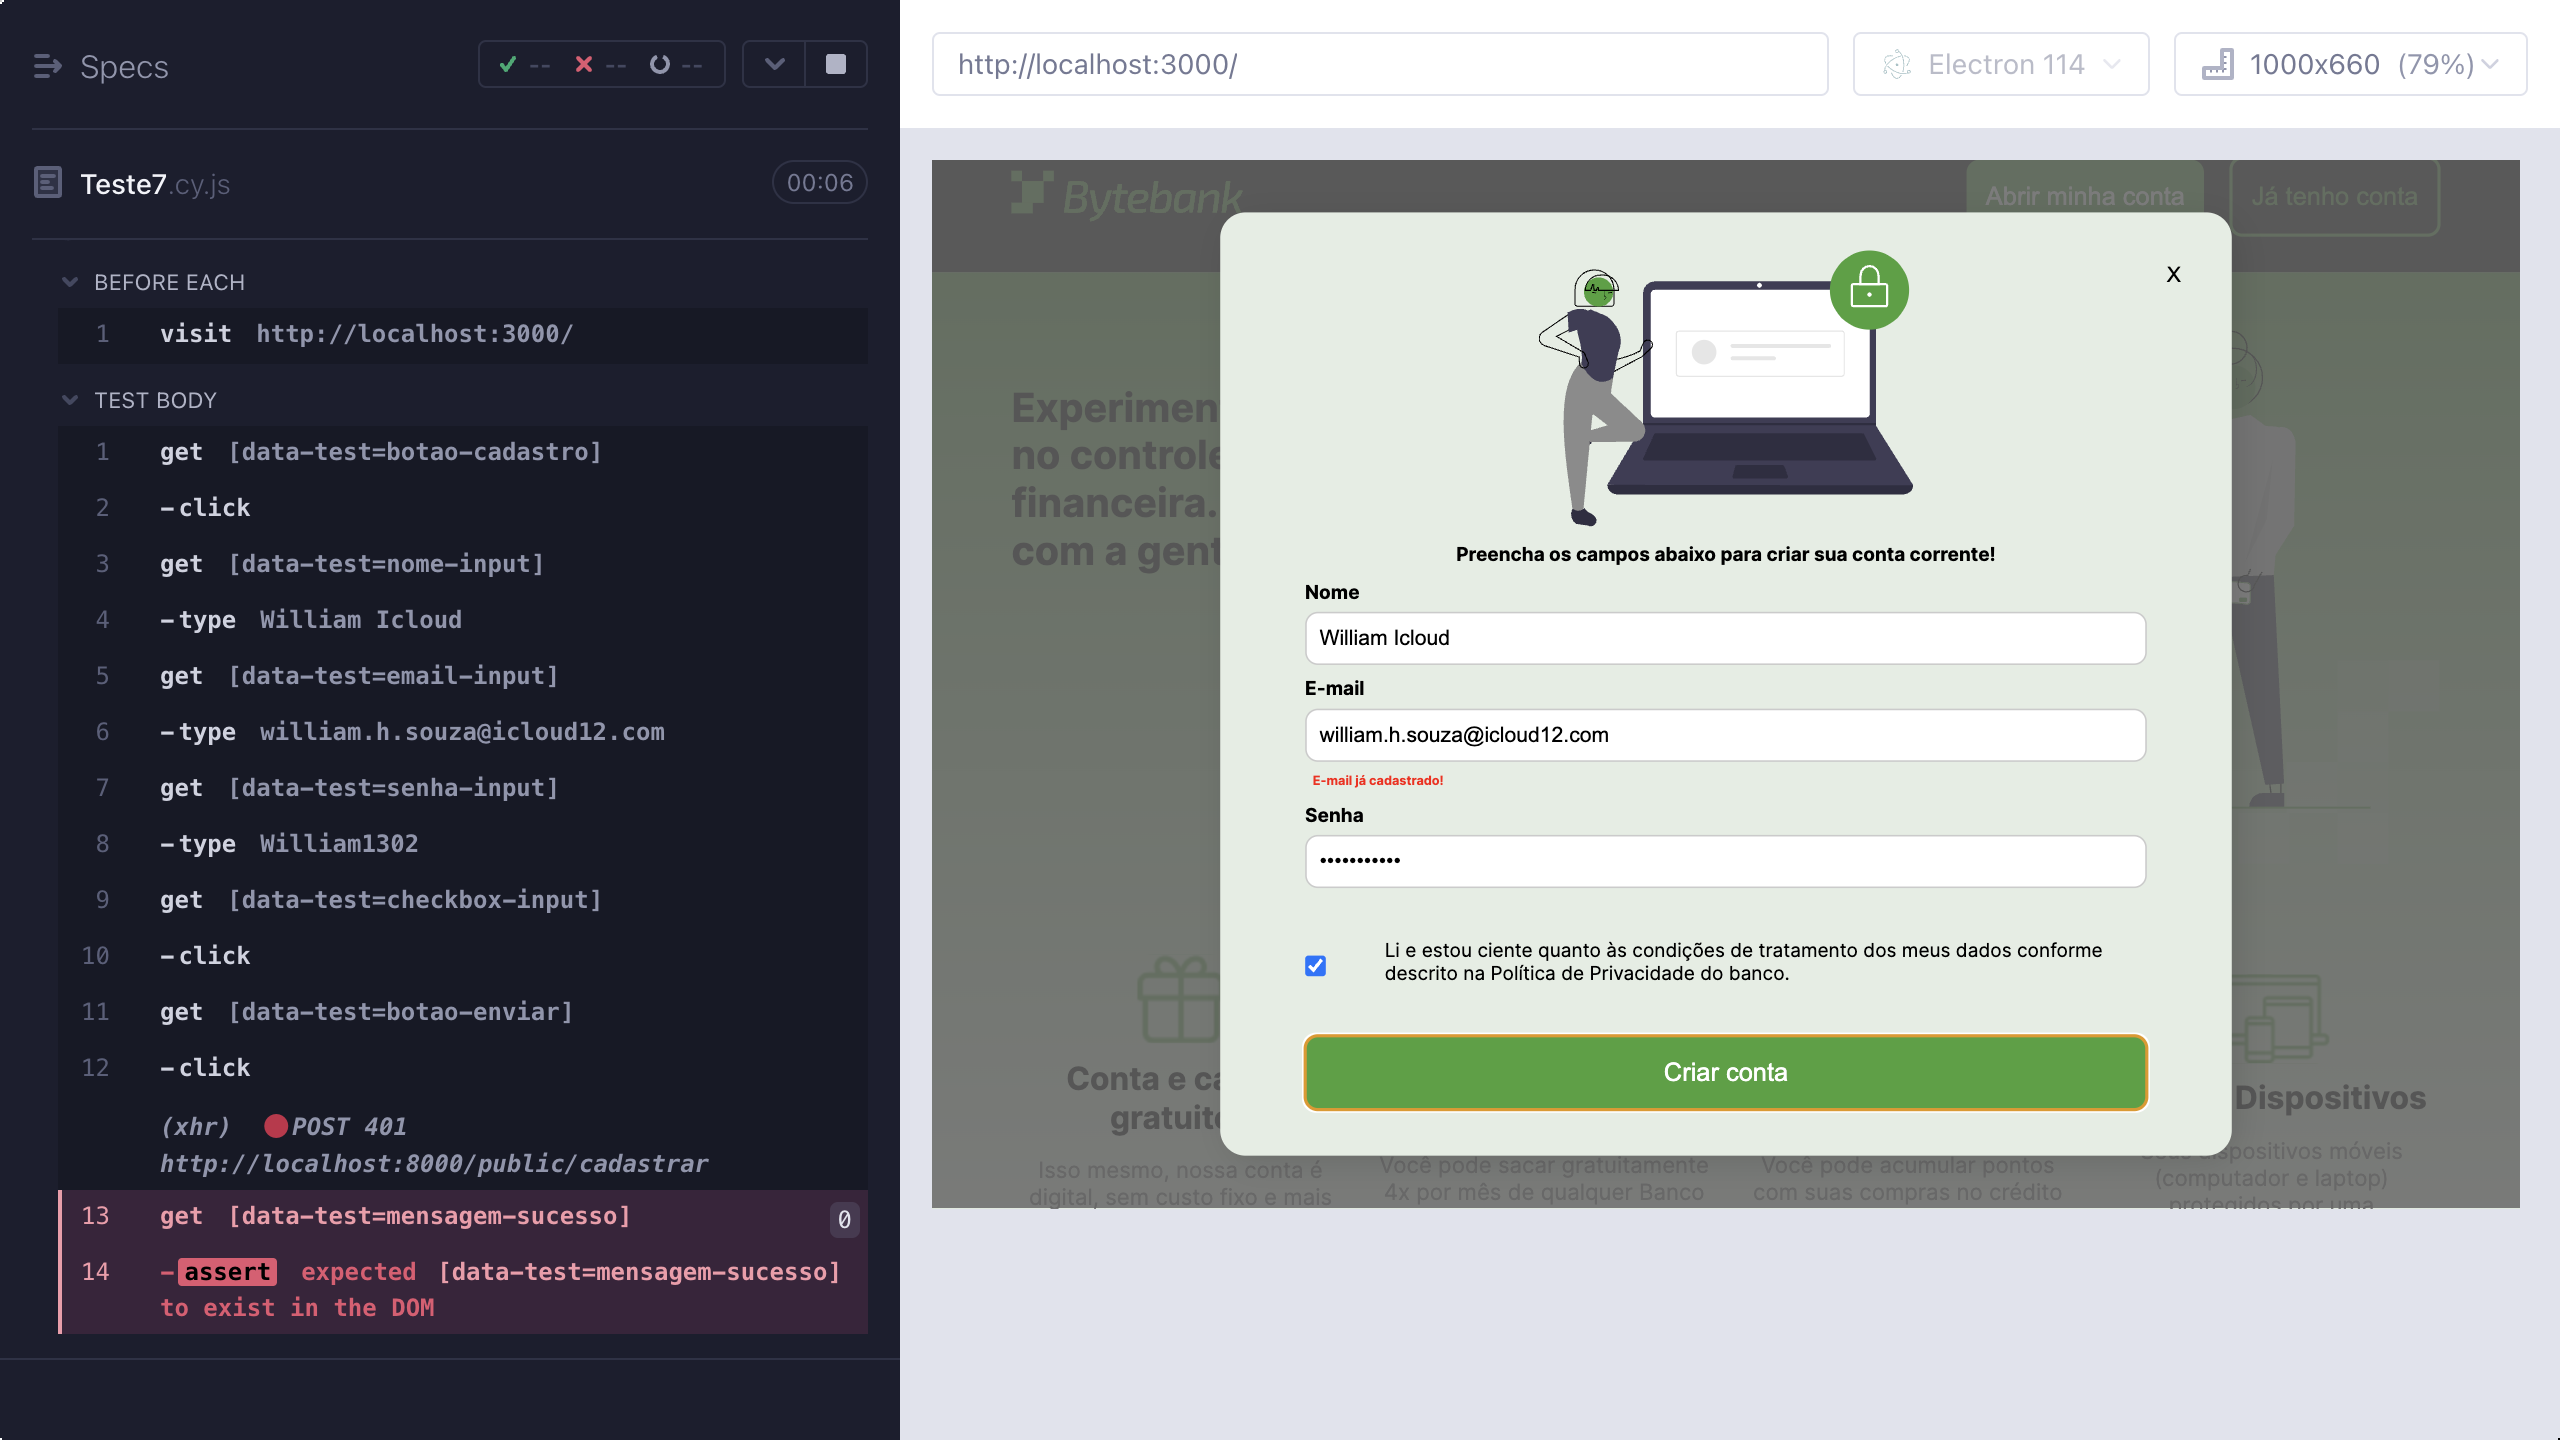 Specs
-- -- --
Teste7.cy.js
00:06
BEFORE EACH
1 visit http://localhost:3000/
TEST BODY
1 get [data-test=botao-cadastro]
2 -click
3 get [data-test=nome-input]
4 -type William Icloud
5 get [data-test=email-input]
6 -type william.h.souza@icloud12.com
7 get [data-test=senha-input]
8 -type William1302
9 get [data-test=checkbox-input]
10 -click
11 get [data-test=botao-enviar]
12 -click
(xhr) POST 401
http://localhost:8000/public/cadastrar
13 get [data-test=mensagem-sucesso] 0
14 -assert expected [data-test=mensagem-sucesso]
to exist in the DOM
http://localhost:3000/
Electron 114
1000x660 (79%)
Bytebank
Abrir minha conta
Já tenho conta
Experimen
no controle
financeira.
com a gent
X
Preencha os campos abaixo para criar sua conta corrente!
Nome
William Icloud
E-mail
william.h.souza@icloud12.com
E-mail já cadastrado!
Senha
•••••••••••
Li e estou ciente quanto às condições de tratamento dos meus dados conforme
descrito na Política de Privacidade do banco.
Criar conta
Conta e ca
gratuit
Isso mesmo, nossa conta é
digital, sem custo fixo e mais
Você pode sacar gratuitamente
4x por mês de qualquer Banco
Você pode acumular pontos
com suas compras no crédito
Dispositivos
dispositivos móveis
(computador e laptop)
protegidos por uma